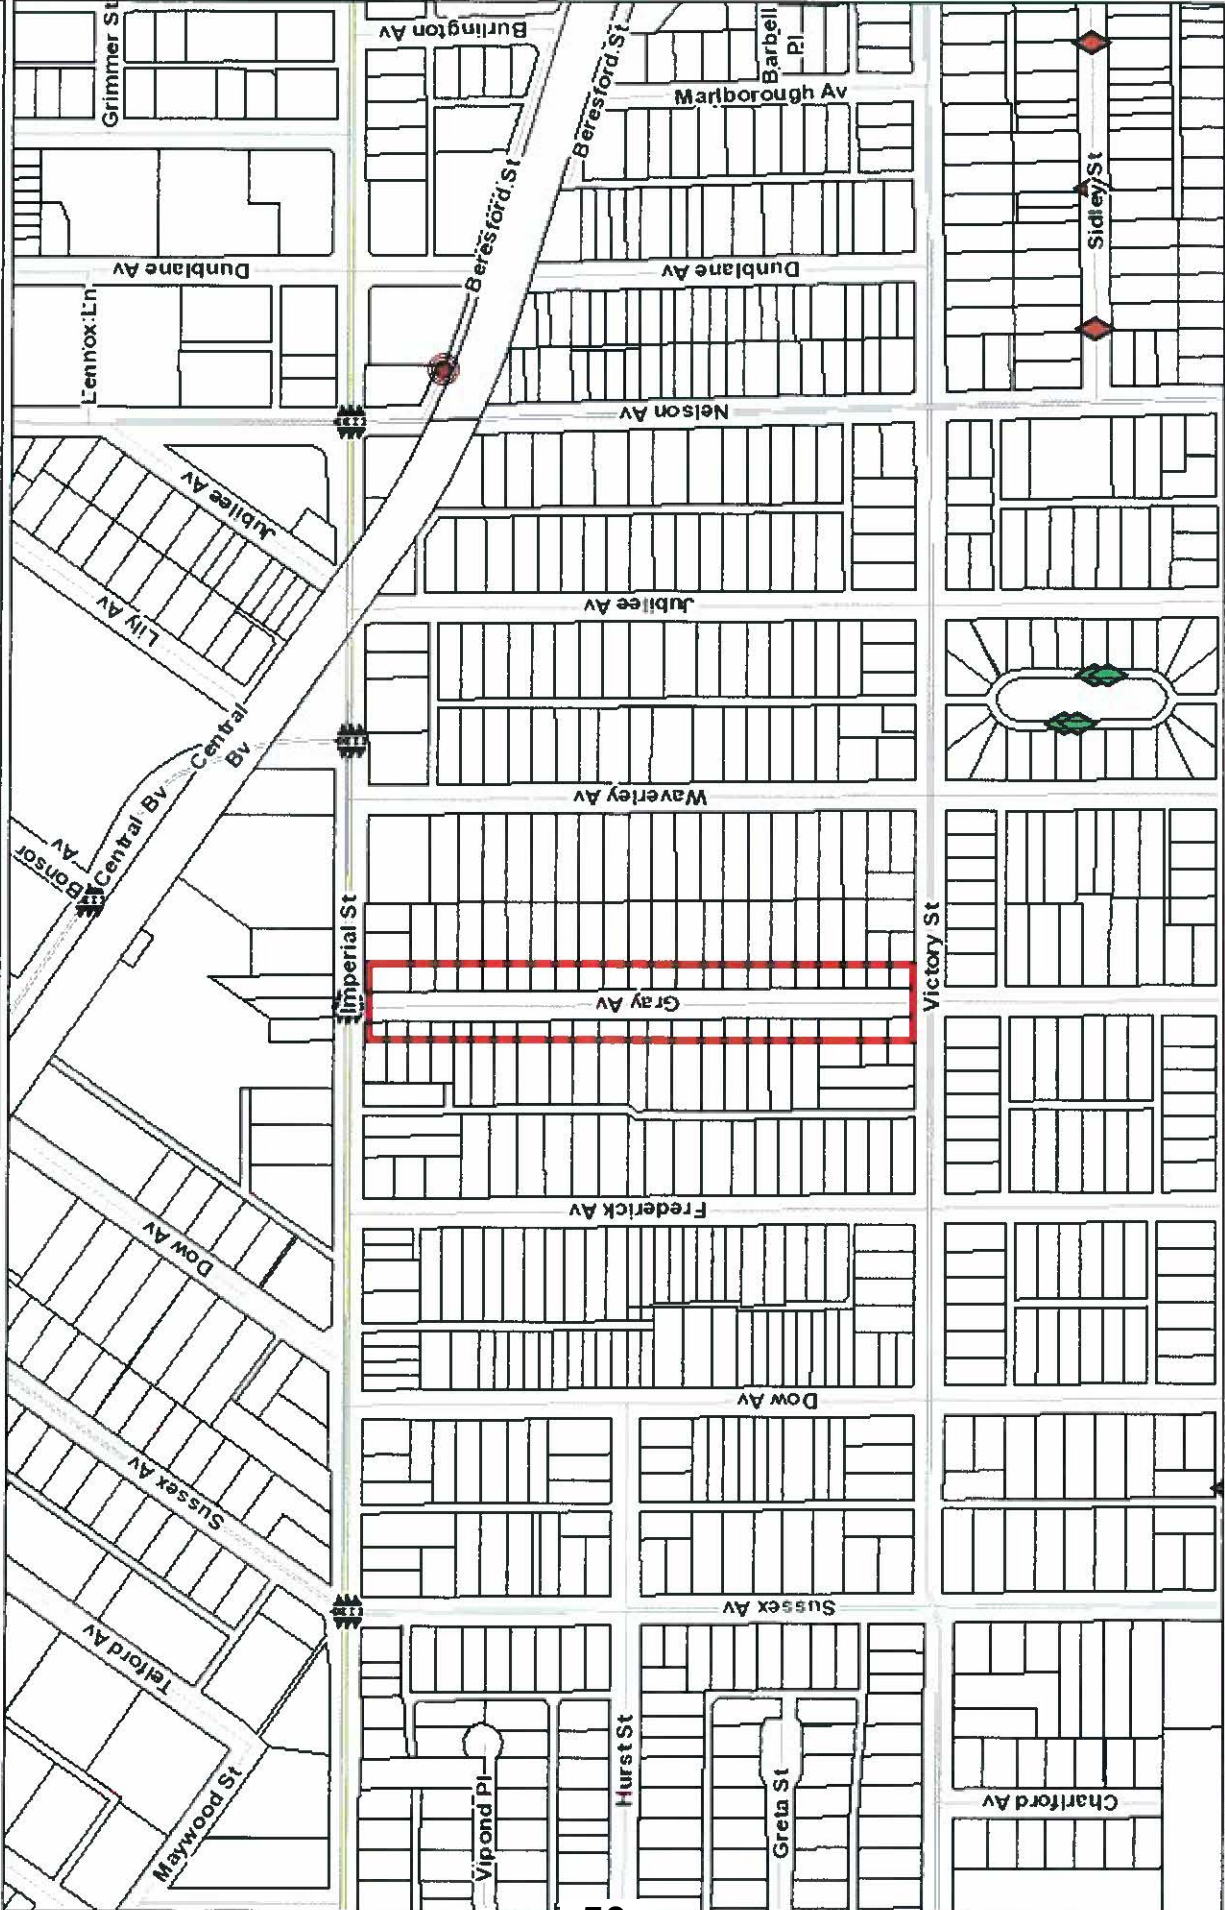 Grimmer St
Burlington Av
Beresford St
Barbell
Pl
Marlborough Av
Beresford St
Sidley St
Dunblane Av
Dunblane Av
Lennox Ln
Nelson Av
Jubilee Av
Lily Av
Jubilee Av
Central
Bv
Central Bv
Bonsor
Av
Waverley Av
Imperial St
Gray Av
Victory St
Frederick Av
Dow Av
Dow Av
Sussex Av
Sussex Av
Telford Av
Maywood St
Vipond Pl
Hurst St
Greta St
Charlford Av